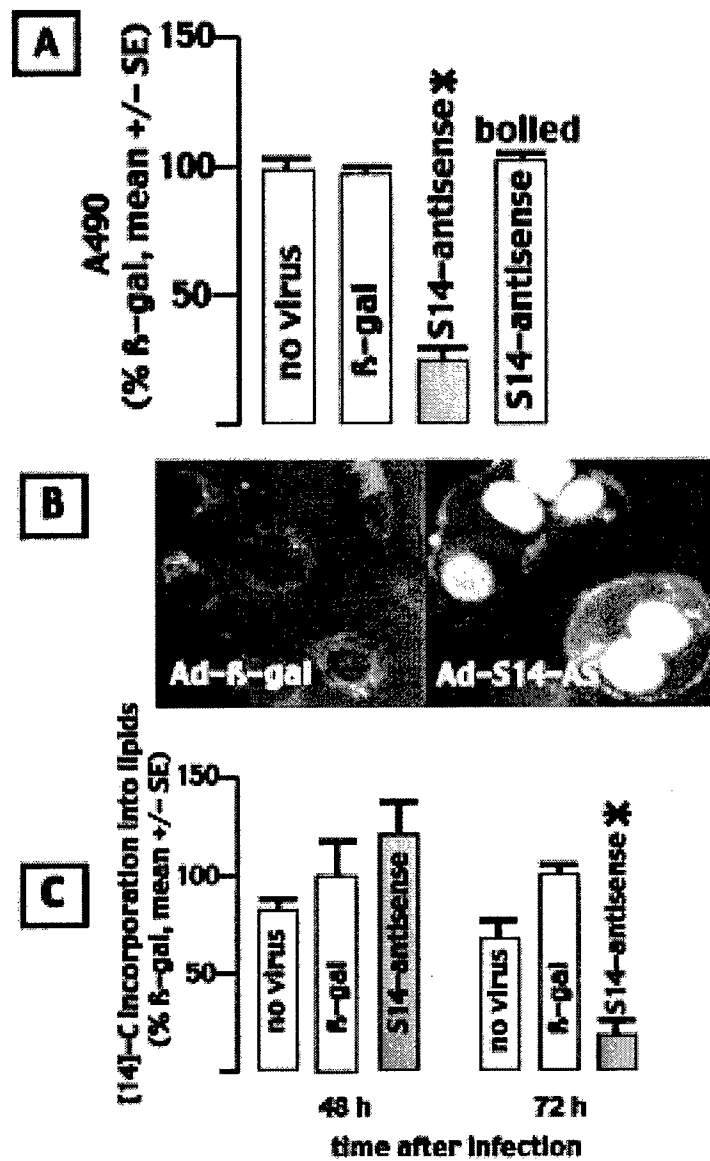 A
A490
(% ß-gal, mean +/- SE)
150
100
50
no virus
ß-gal
S14-antisense *
boiled
S14-antisense
B
Ad-ß-gal
Ad-S14-AS
C
[14]-C incorporation into lipids
(% ß-gal, mean +/- SE)
150
100
50
no virus
ß-gal
S14-antisense
no virus
ß-gal
S14-antisense *
48 h
72 h
time after infection